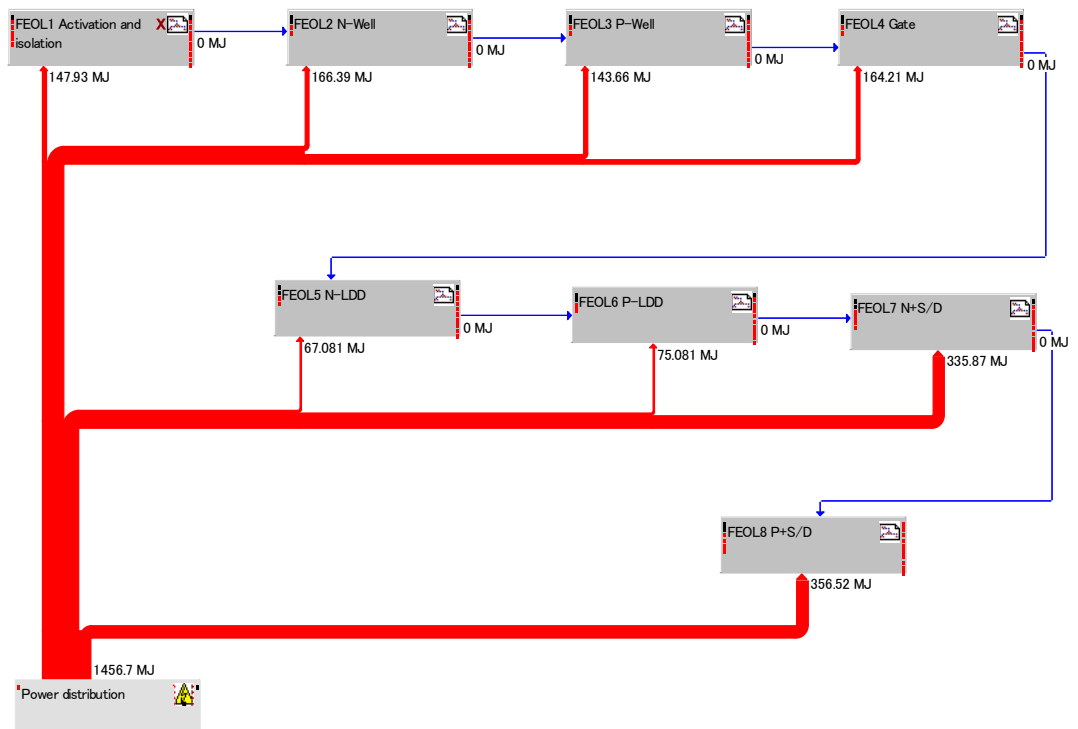 FEOL1 Activation and
isolation
X
0 MJ
FEOL2 N-Well
0 MJ
FEOL3 P-Well
0 MJ
FEOL4 Gate
0 MJ
147.93 MJ
166.39 MJ
143.66 MJ
164.21 MJ
FEOL5 N-LDD
0 MJ
FEOL6 P-LDD
0 MJ
FEOL7 N+S/D
0 MJ
67.081 MJ
75.081 MJ
335.87 MJ
FEOL8 P+S/D
356.52 MJ
1456.7 MJ
Power distribution